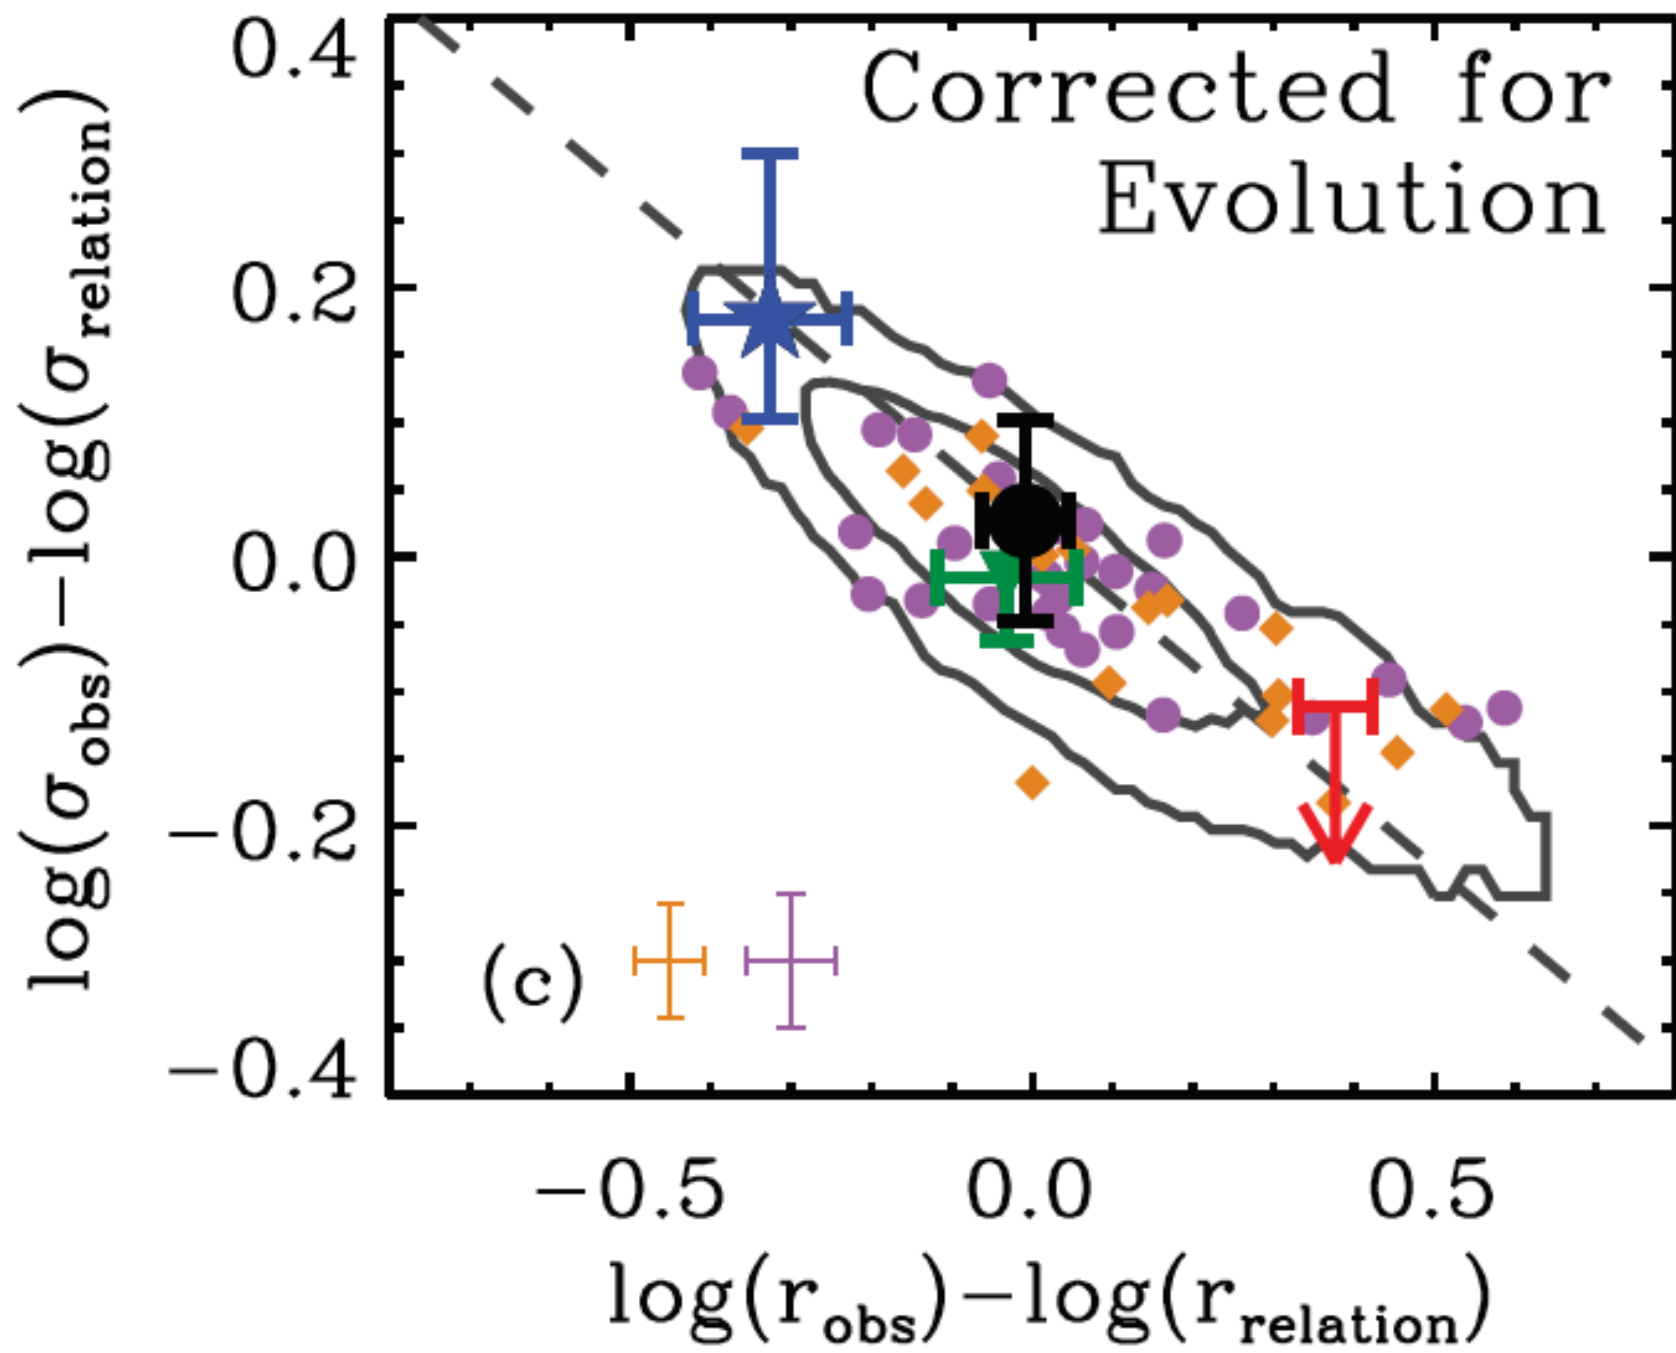 Corrected for
Evolution
log(σobs)−log(σrelation)
0.4
0.2
0.0
−0.2
−0.4
(c)
−0.5 0.0 0.5
log(robs)−log(rrelation)